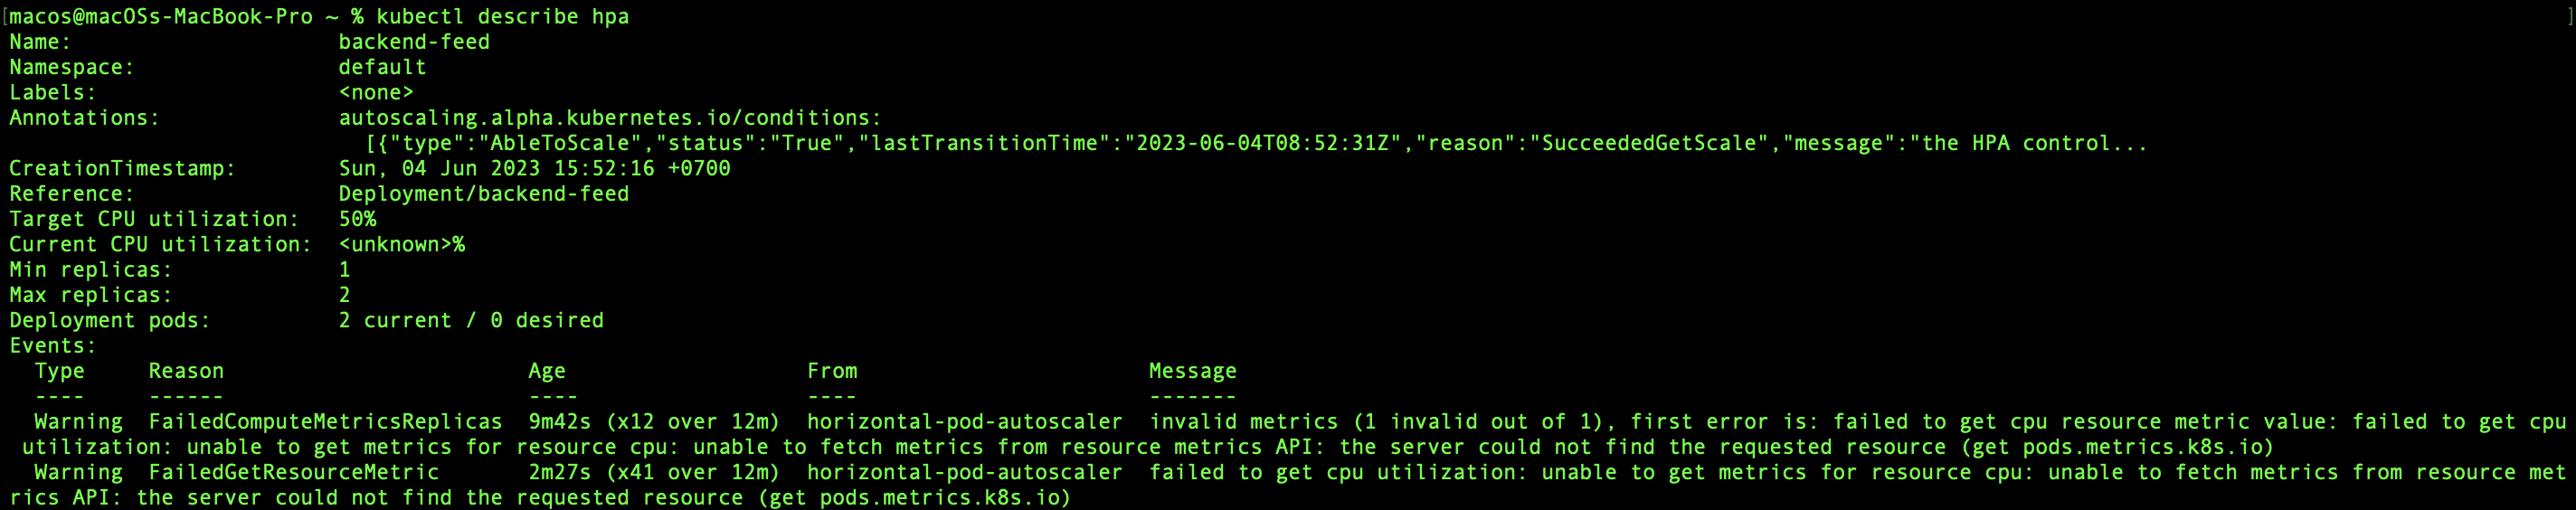 [macos@macOSs-MacBook-Pro ~ % kubectl describe hpa ]
Name:                      backend-feed
Namespace:                 default
Labels:                    <none>
Annotations:               autoscaling.alpha.kubernetes.io/conditions:
                             [{"type":"AbleToScale","status":"True","lastTransitionTime":"2023-06-04T08:52:31Z","reason":"SucceededGetScale","message":"the HPA control...
CreationTimestamp:         Sun, 04 Jun 2023 15:52:16 +0700
Reference:                 Deployment/backend-feed
Target CPU utilization:    50%
Current CPU utilization:   <unknown>%
Min replicas:              1
Max replicas:              2
Deployment pods:           2 current / 0 desired
Events:
  Type     Reason                        Age                   From                       Message
  ----     ------                        ----                  ----                       -------
  Warning  FailedComputeMetricsReplicas  9m42s (x12 over 12m)  horizontal-pod-autoscaler  invalid metrics (1 invalid out of 1), first error is: failed to get cpu resource metric value: failed to get cpu
 utilization: unable to get metrics for resource cpu: unable to fetch metrics from resource metrics API: the server could not find the requested resource (get pods.metrics.k8s.io)
  Warning  FailedGetResourceMetric       2m27s (x41 over 12m)  horizontal-pod-autoscaler  failed to get cpu utilization: unable to get metrics for resource cpu: unable to fetch metrics from resource met
rics API: the server could not find the requested resource (get pods.metrics.k8s.io)